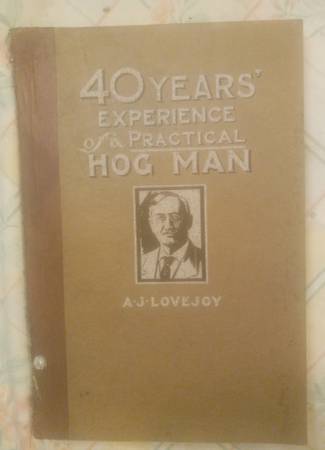 40 YEARS'
EXPERIENCE
of a PRACTICAL
HOG MAN
A·J·LOVEJOY